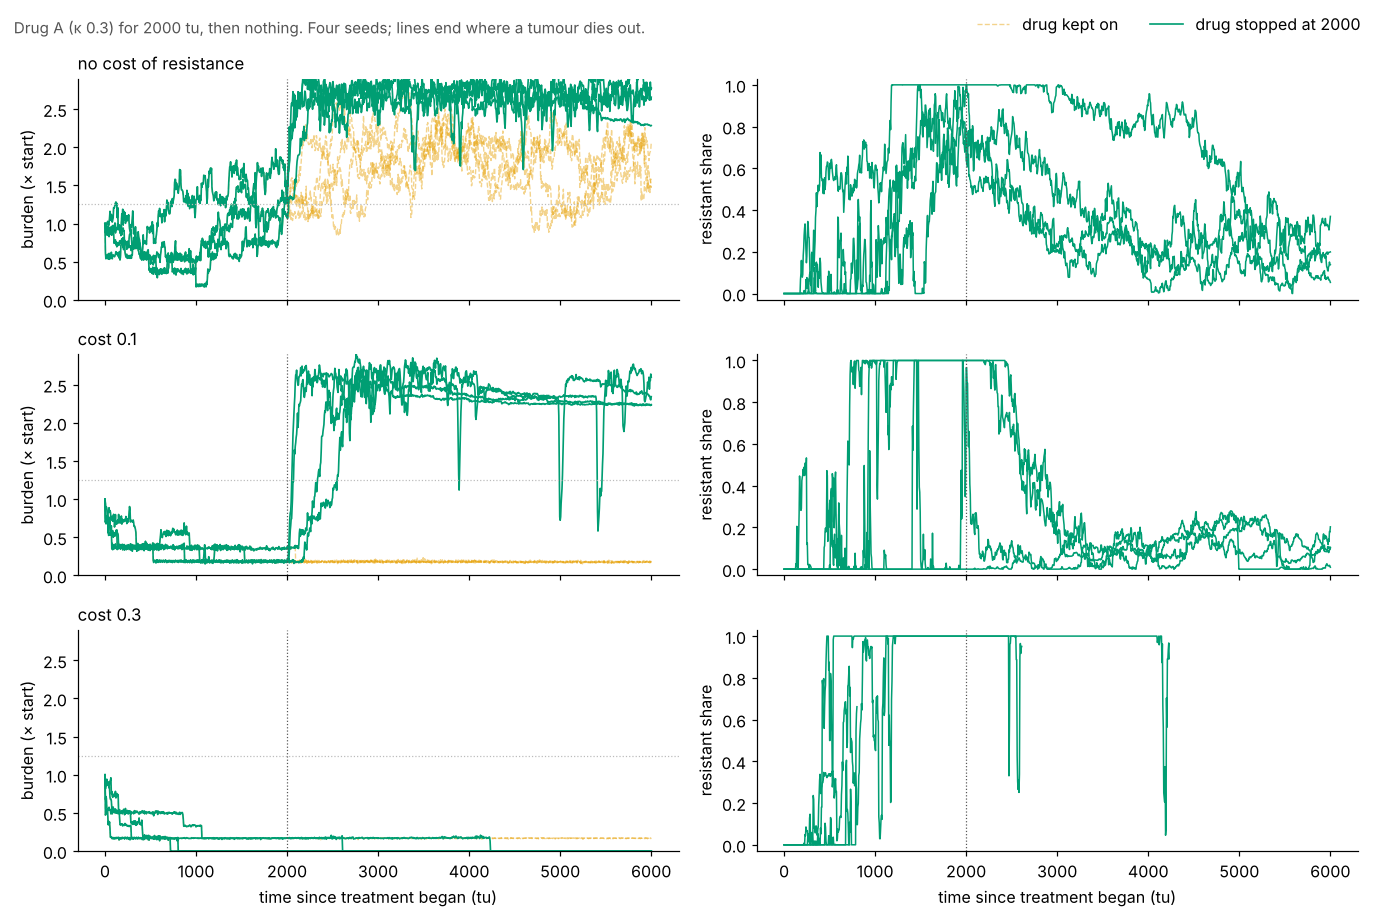 Drug A (κ 0.3) for 2000 tu, then nothing. Four seeds; lines end where a tumour dies out.
drug kept on
drug stopped at 2000
no cost of resistance
burden (× start)
2.5
2.0
1.5
1.0
0.5
0.0
0
1000
2000
3000
4000
5000
6000
resistant share
1.0
0.8
0.6
0.4
0.2
0.0
cost 0.1
burden (× start)
2.5
2.0
1.5
1.0
0.5
0.0
resistant share
1.0
0.8
0.6
0.4
0.2
0.0
cost 0.3
burden (× start)
2.5
2.0
1.5
1.0
0.5
0.0
0 1000 2000 3000 4000 5000 6000
time since treatment began (tu)
resistant share
1.0
0.8
0.6
0.4
0.2
0.0
0 1000 2000 3000 4000 5000 6000
time since treatment began (tu)